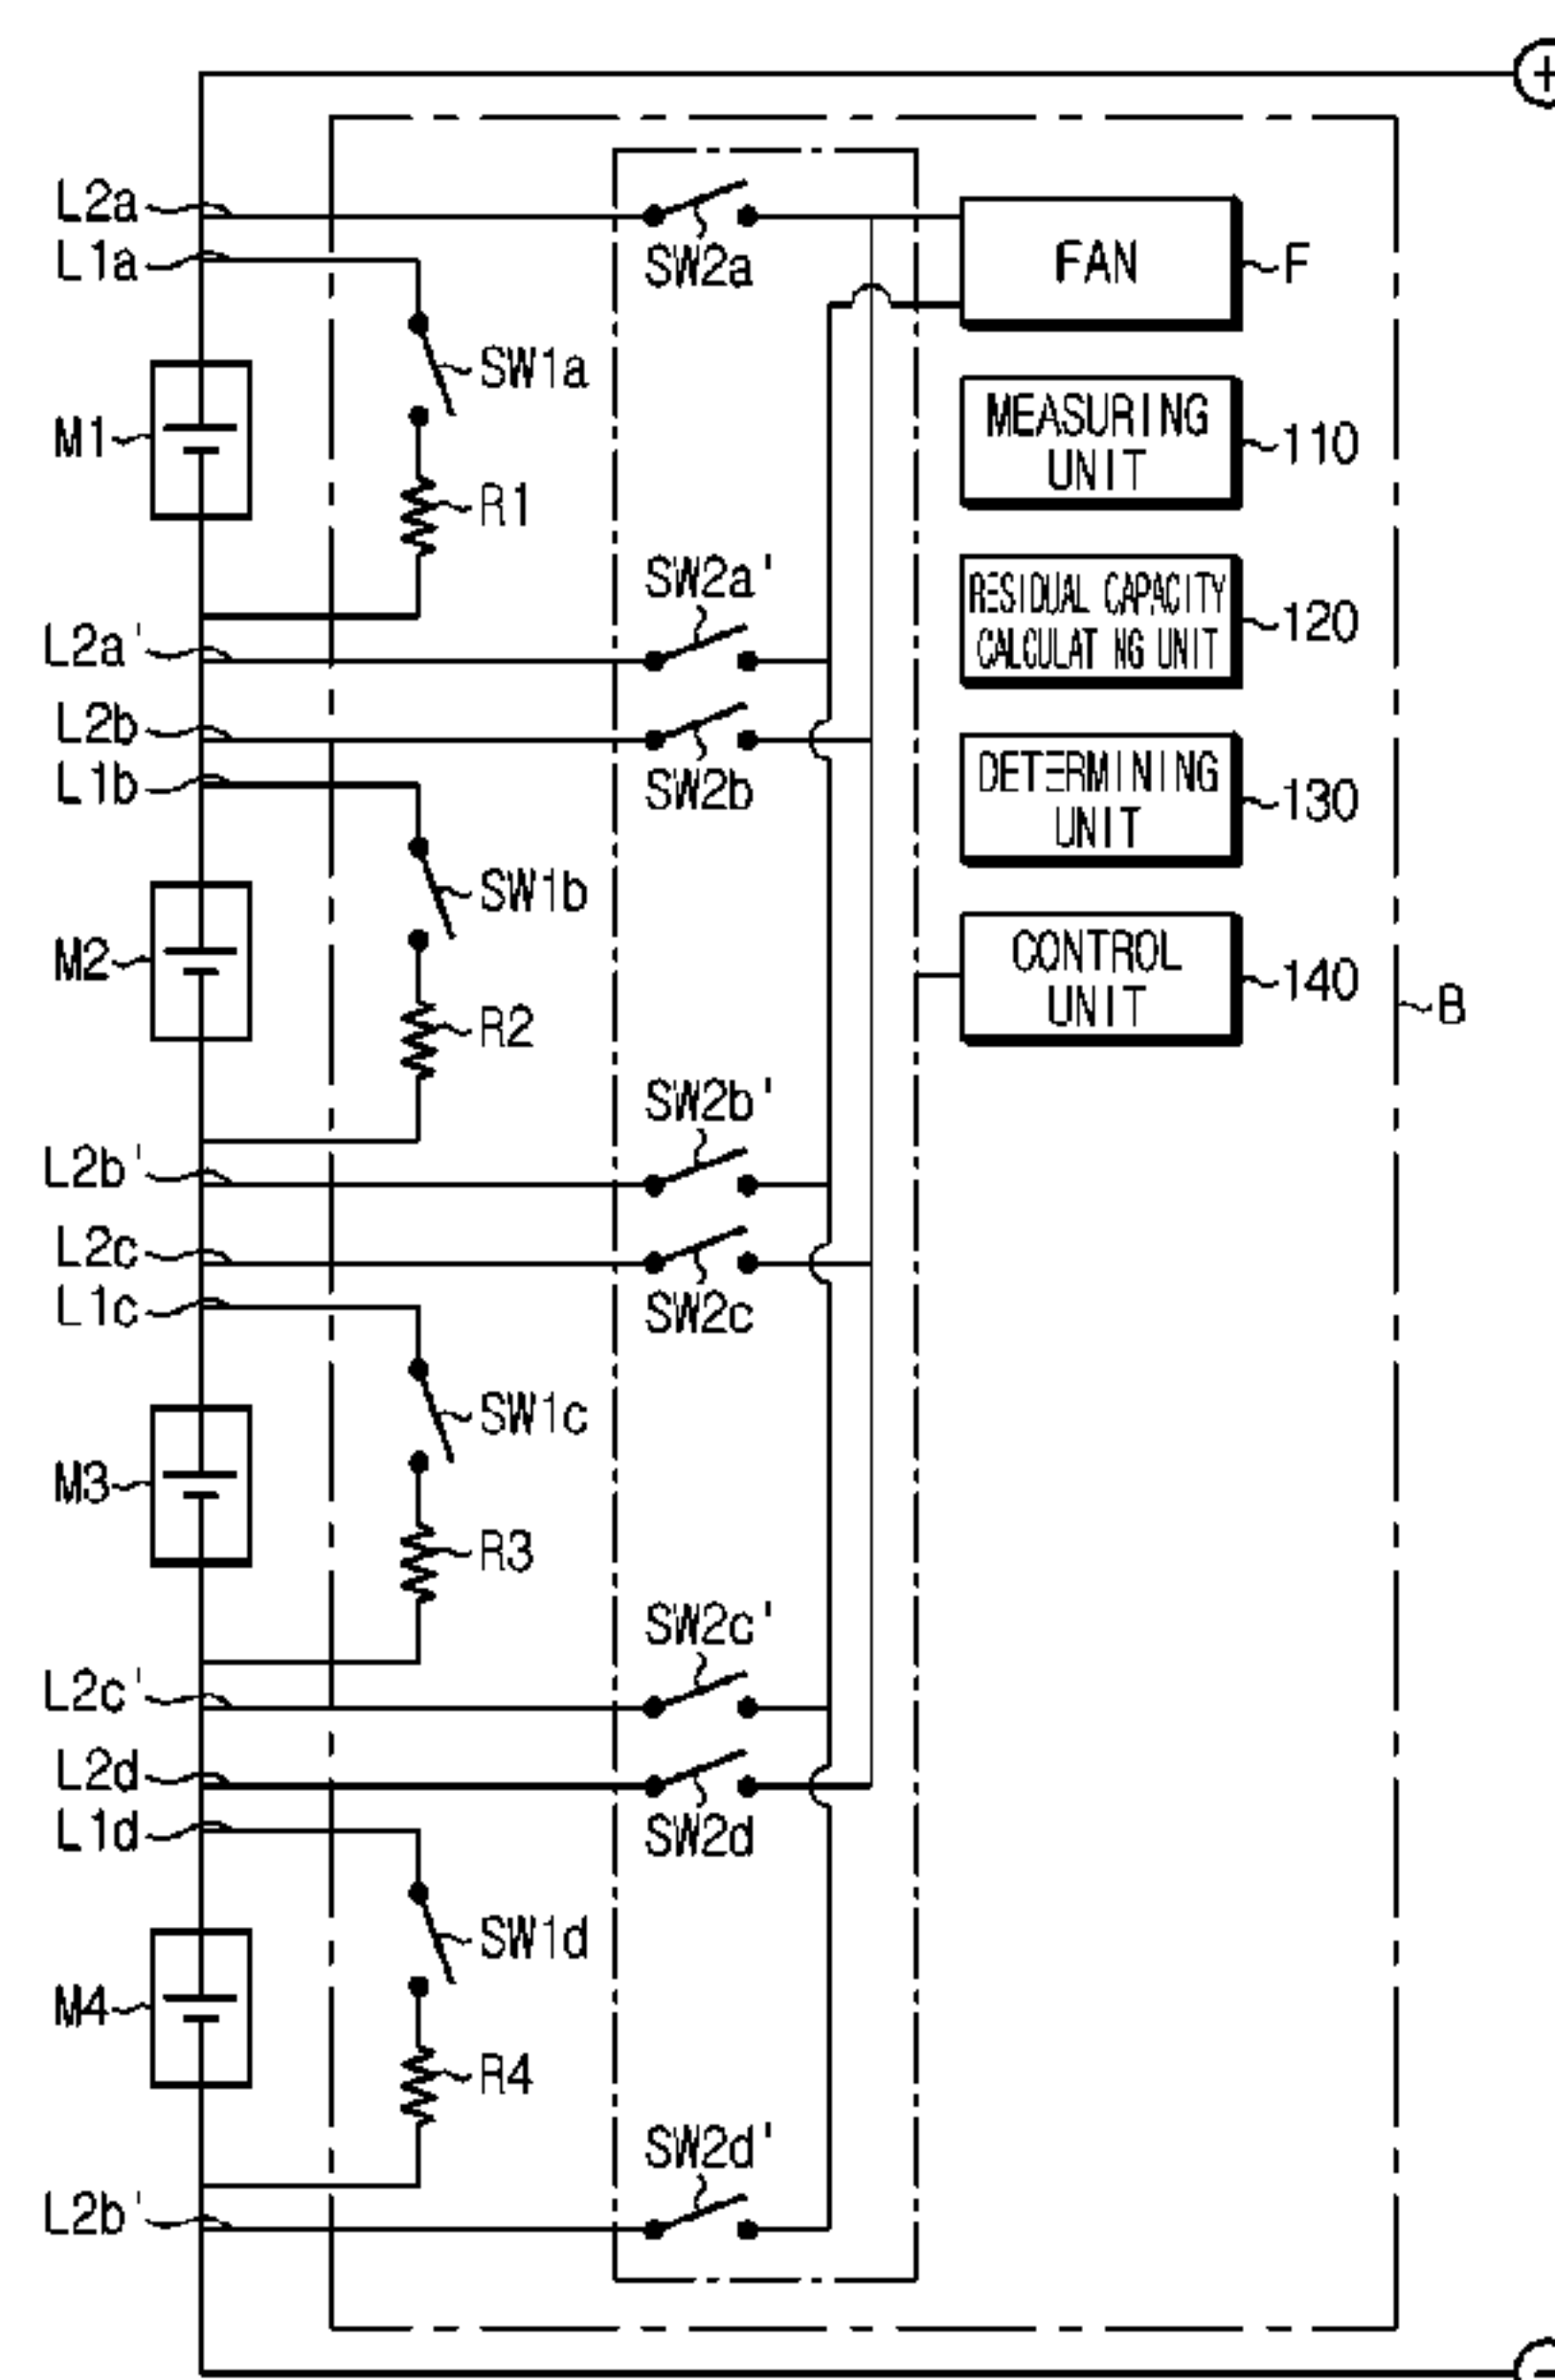 +
L2a
L1a
SW2a
FAN
F
SW1a
M1
MEASURING
UNIT
110
R1
SW2a'
RESIDUAL CAPACITY
CALCULAT NG UNIT
120
L2a'
L2b
L1b
SW2b
DETERMINING
UNIT
130
SW1b
M2
CONTROL
UNIT
140
B
R2
SW2b'
L2b'
L2c
L1c
SW2c
SW1c
M3
R3
SW2c'
L2c'
L2d
L1d
SW2d
SW1d
M4
R4
SW2d'
L2b'
-